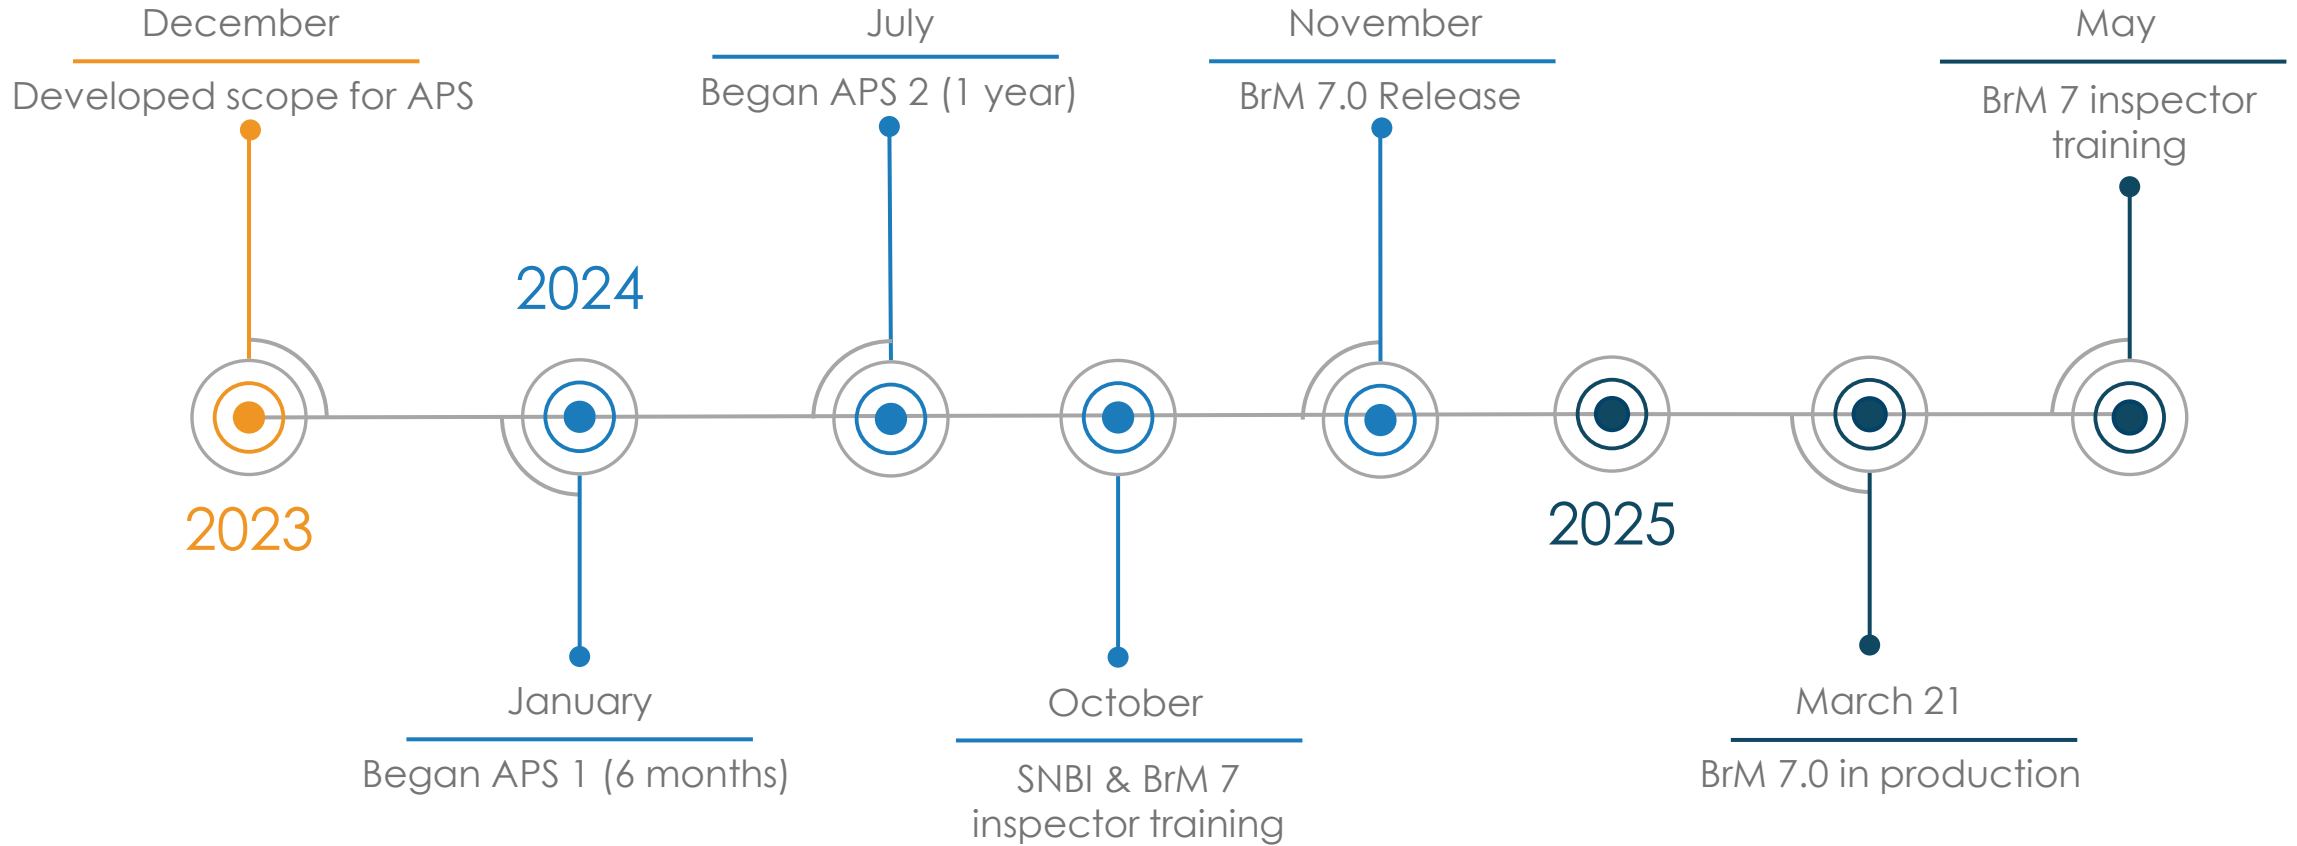 December
Developed scope for APS
2023
2024
January
Began APS 1 (6 months)
July
Began APS 2 (1 year)
October
SNBI & BrM 7
inspector training
November
BrM 7.0 Release
2025
March 21
BrM 7.0 in production
May
BrM 7 inspector
training